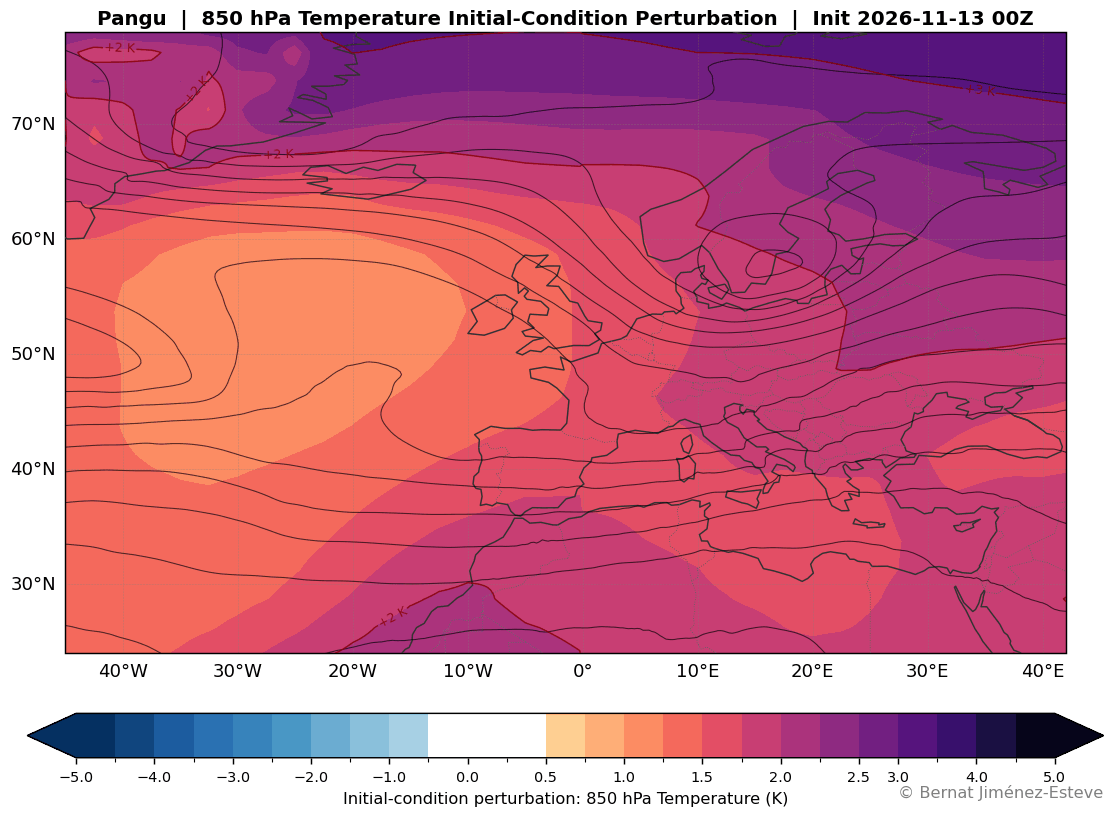 Pangu | 850 hPa Temperature Initial-Condition Perturbation | Init 2026-11-13 00Z
+2 K
+2 K
+3 K
70°N
+2 K
60°N
50°N
40°N
30°N
+2 K
40°W 30°W 20°W 10°W 0° 10°E 20°E 30°E 40°E
−5.0 −4.0 −3.0 −2.0 −1.0 0.0 0.5 1.0 1.5 2.0 2.5 3.0 4.0 5.0
Initial-condition perturbation: 850 hPa Temperature (K)
© Bernat Jiménez-Esteve